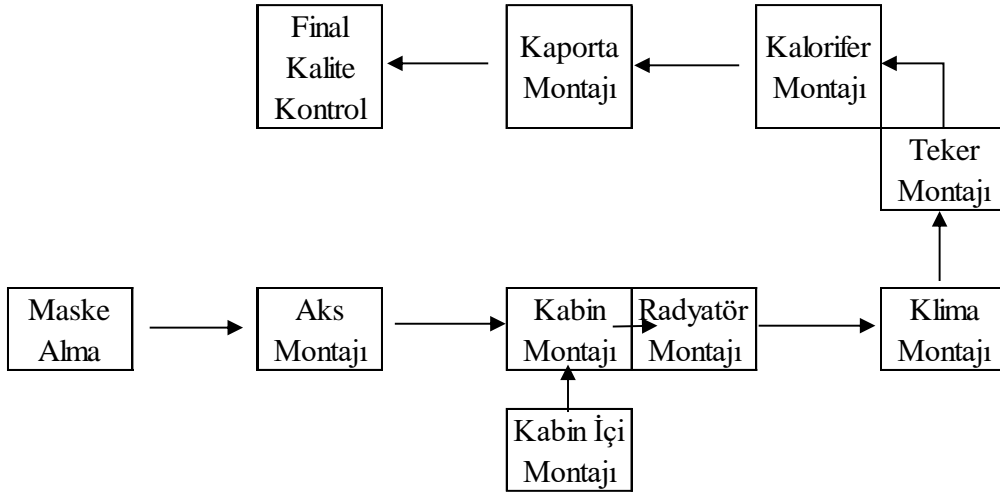 Final
Kalite
Kontrol
Kaporta
Montajı
Kalorifer
Montajı
Teker
Montajı
Maske
Alma
Aks
Montajı
Kabin
Montajı
Radyatör
Montajı
Klima
Montajı
Kabin İçi
Montajı